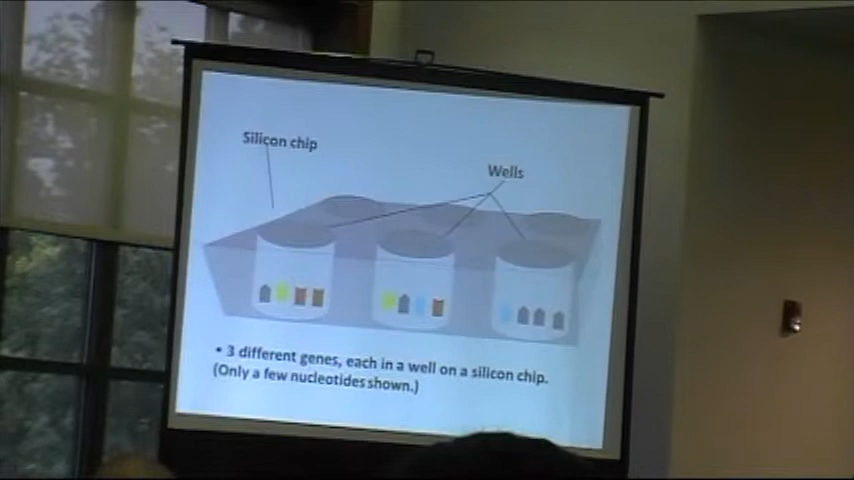 Silicon chip
Wells
• 3 different genes, each in a well on a silicon chip.
(Only a few nucleotides shown.)